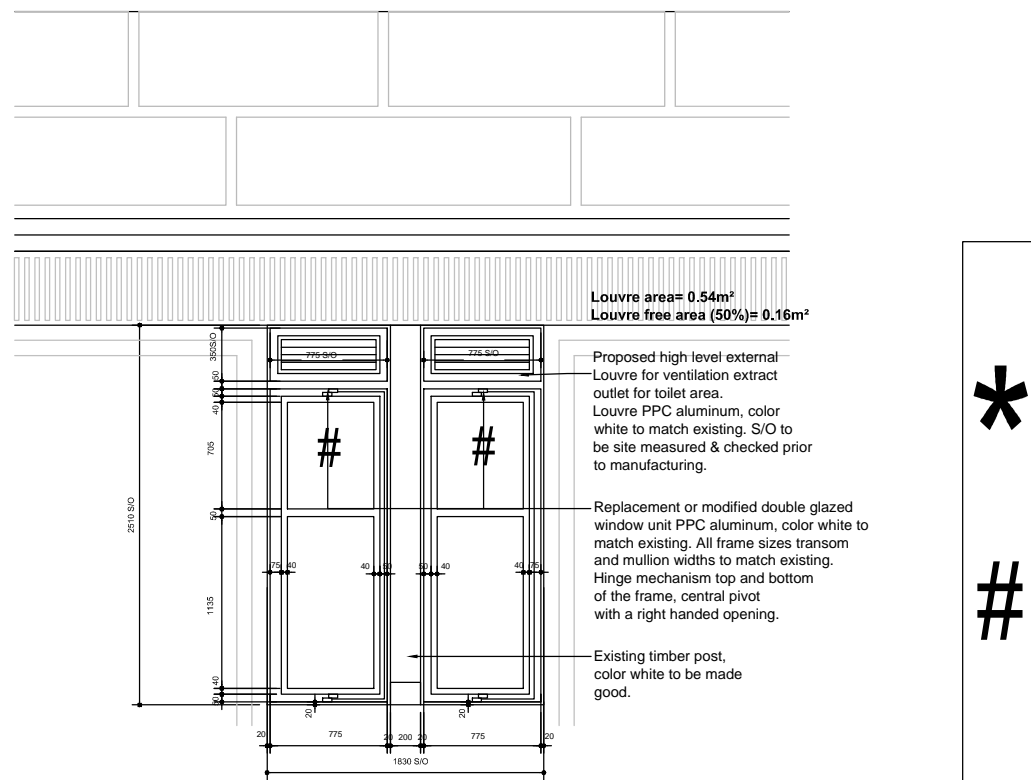 Louvre area= 0.54m²
Louvre free area (50%)= 0.16m²
Proposed high level external
Louvre for ventilation extract
outlet for toilet area.
Louvre PPC aluminum, color
white to match existing. S/O to
be site measured & checked prior
to manufacturing.
Replacement or modified double glazed
window unit PPC aluminum, color white to
match existing. All frame sizes transom
and mullion widths to match existing.
Hinge mechanism top and bottom
of the frame, central pivot
with a right handed opening.
Existing timber post,
color white to be made
good.
775 S/O
775 S/O
350S/O
50
50
40
705
50
1135
40
50
2510 S/O
# #
75 40 40 50 50 40 40 75
20 20
20 775 20 200 20 775 20
1830 S/O
*
#